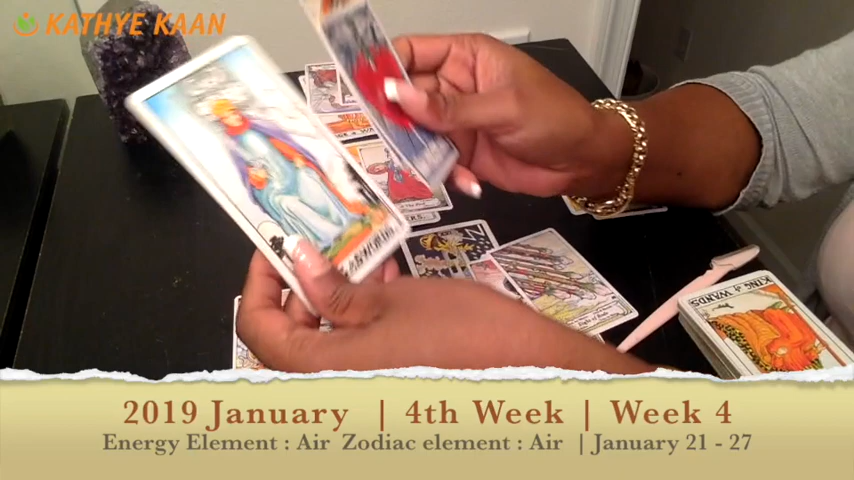 KATHYE KAAN
KING of WANDS.
2019 January | 4th Week | Week 4
Energy Element : Air Zodiac element : Air | January 21 - 27